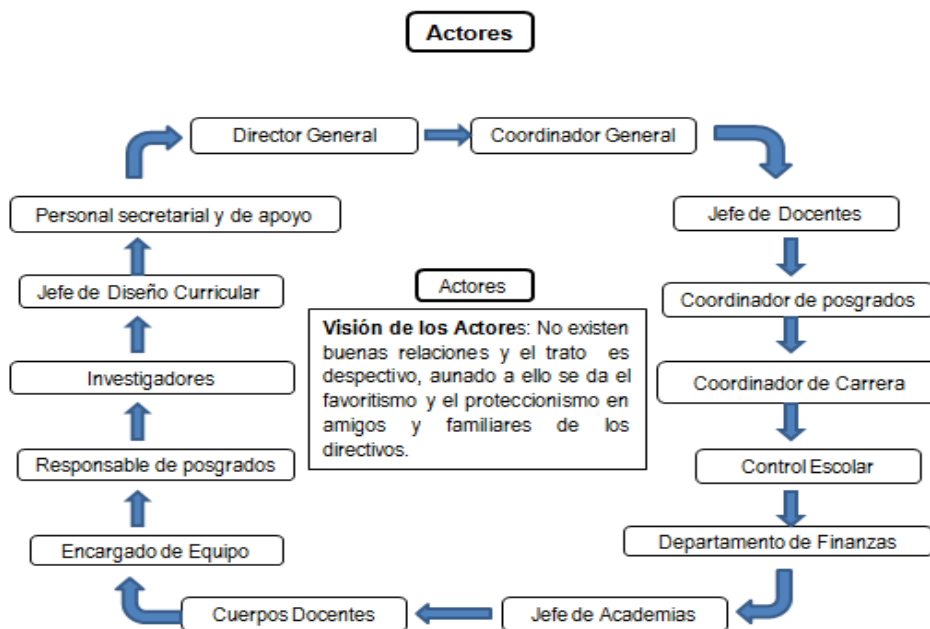 Actores
Director General
Coordinador General
Personal secretarial y de apoyo
Jefe de Docentes
Jefe de Diseño Curricular
Actores
Coordinador de posgrados
Visión de los Actores: No existen
buenas relaciones y el trato es
despectivo, aunado a ello se da el
favoritismo y el proteccionismo en
amigos y familiares de los
directivos.
Investigadores
Coordinador de Carrera
Responsable de posgrados
Control Escolar
Encargado de Equipo
Departamento de Finanzas
Cuerpos Docentes
Jefe de Academias